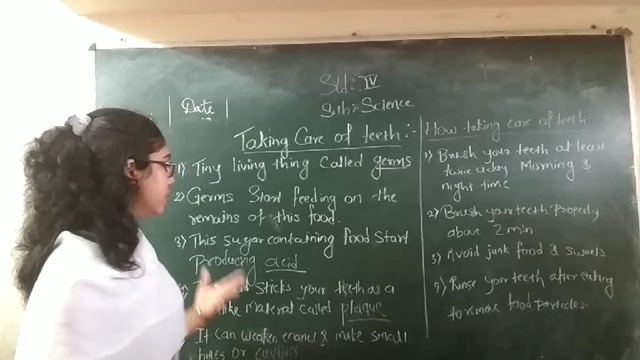 Std:- IV
Date
Sub:- Science
Taking Care of teeth :-
1) Tiny living thing Called germs
2) Germs Start feeding on the
remains of this food.
3) This sugar containing food start
Producing acid
sticks to teeth as a
like material called plaque
It can weaken enamel & make small
holes or cavities
How taking care of teeth
1) Brush your teeth at least
twice a day Morning &
night time
2) Brush your teeth Properly
above 2 min
3) Avoid junk food & sweets
5) Rinse your teeth after eating
to remove food particles.